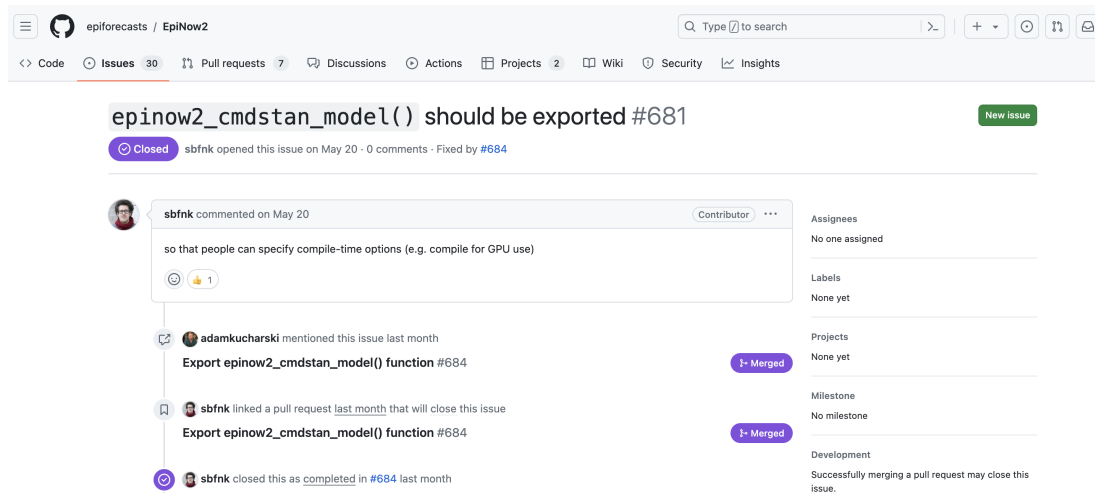 epiforecasts / EpiNow2
Type / to search
Code Issues 30 Pull requests 7 Discussions Actions Projects 2 Wiki Security Insights
epinow2_cmdstan_model() should be exported #681
New issue
Closed sbfnk opened this issue on May 20 · 0 comments · Fixed by #684
sbfnk commented on May 20
Contributor ···
so that people can specify compile-time options (e.g. compile for GPU use)
👍 1
adamkucharski mentioned this issue last month
Export epinow2_cmdstan_model() function #684
Merged
sbfnk linked a pull request last month that will close this issue
Export epinow2_cmdstan_model() function #684
Merged
sbfnk closed this as completed in #684 last month
Assignees
No one assigned
Labels
None yet
Projects
None yet
Milestone
No milestone
Development
Successfully merging a pull request may close this
issue.